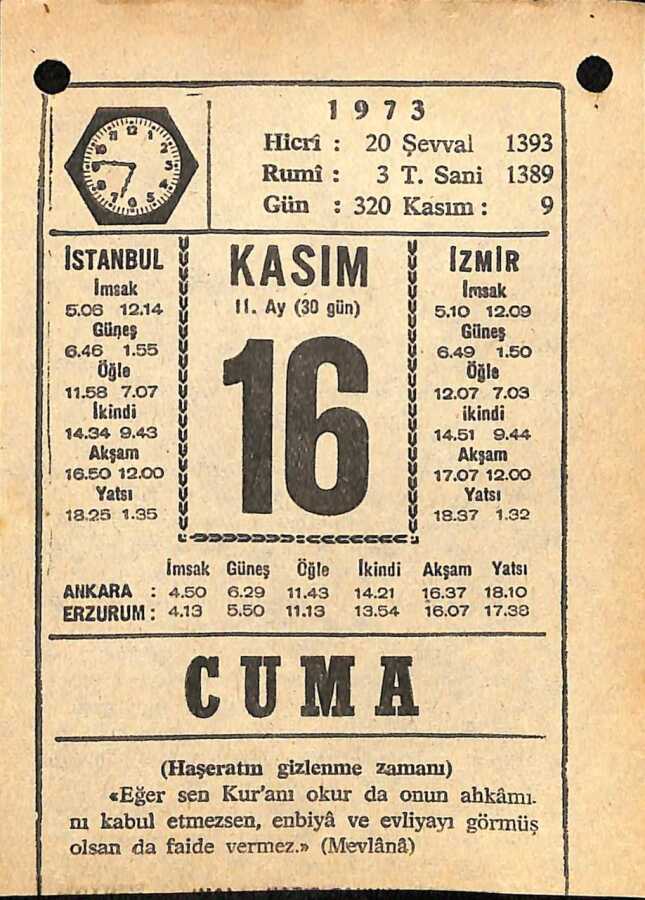 1973
Hicrî : 20 Şevval 1393
Rumî : 3 T. Sani 1389
Gün : 320 Kasım : 9
İSTANBUL
İmsak
5.06 12.14
Güneş
6.46 1.55
Öğle
11.58 7.07
İkindi
14.34 9.43
Akşam
16.50 12.00
Yatsı
18.25 1.35
KASIM
11. Ay (30 gün)
16
İZMİR
İmsak
5.10 12.09
Güneş
6.49 1.50
Öğle
12.07 7.03
ikindi
14.51 9.44
Akşam
17.07 12.00
Yatsı
18.37 1.32
İmsak Güneş Öğle İkindi Akşam Yatsı
ANKARA : 4.50 6.29 11.43 14.21 16.37 18.10
ERZURUM : 4.13 5.50 11.13 13.54 16.07 17.38
CUMA
(Haşeratın gizlenme zamanı)
«Eğer sen Kur'anı okur da onun ahkâmı-
nı kabul etmezsen, enbiyâ ve evliyayı görmüş
olsan da faide vermez.» (Mevlânâ)